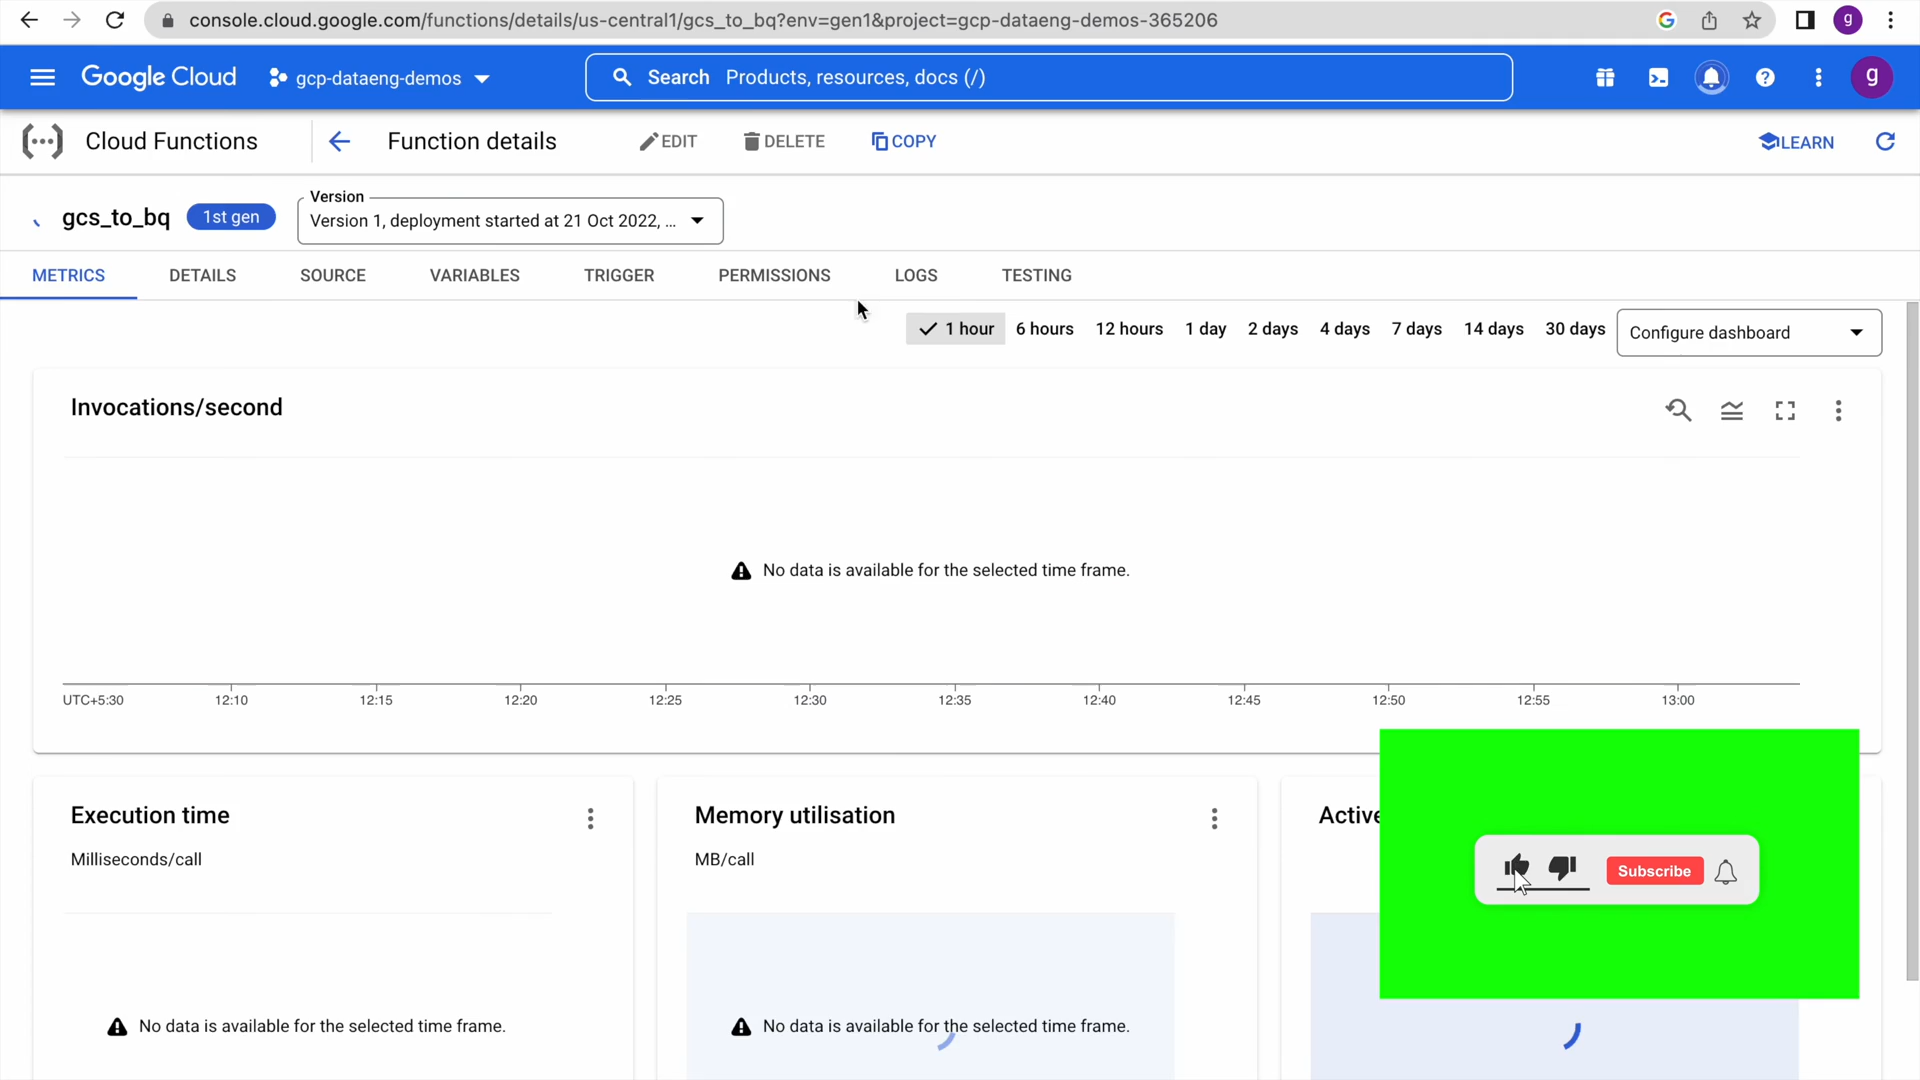 console.cloud.google.com/functions/details/us-central1/gcs_to_bq?env=gen1&project=gcp-dataeng-demos-365206
g
Google Cloud
gcp-dataeng-demos
Search Products, resources, docs (/)
g
Cloud Functions
Function details
EDIT
DELETE
COPY
LEARN
gcs_to_bq
1st gen
Version
Version 1, deployment started at 21 Oct 2022, ...
METRICS
DETAILS
SOURCE
VARIABLES
TRIGGER
PERMISSIONS
LOGS
TESTING
1 hour
6 hours
12 hours
1 day
2 days
4 days
7 days
14 days
30 days
Configure dashboard
Invocations/second
No data is available for the selected time frame.
UTC+5:30
12:10
12:15
12:20
12:25
12:30
12:35
12:40
12:45
12:50
12:55
13:00
Execution time
Milliseconds/call
No data is available for the selected time frame.
Memory utilisation
MB/call
No data is available for the selected time frame.
Active
Subscribe